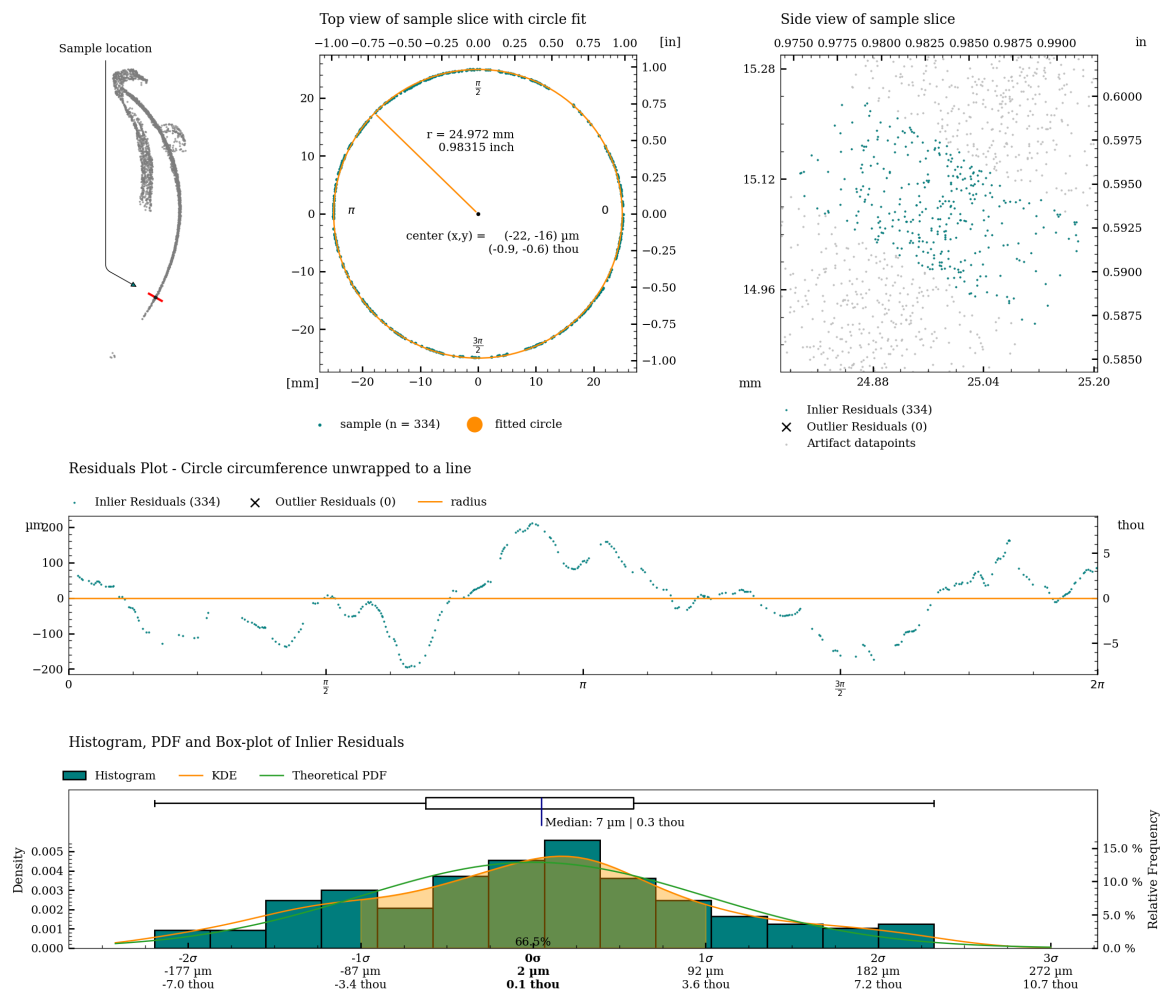 Top view of sample slice with circle fit
Side view of sample slice
Sample location
−1.00 −0.75 −0.50 −0.25 0.00 0.25 0.50 0.75 1.00 [in]
0.9750 0.9775 0.9800 0.9825 0.9850 0.9875 0.9900 in
20
10
0
−10
−20
1.00
0.75
0.50
0.25
0.00
−0.25
−0.50
−0.75
−1.00
π/2
r = 24.972 mm
0.98315 inch
π
0
center (x,y) = (-22, -16) µm
(-0.9, -0.6) thou
3π/2
[mm] −20 −10 0 10 20
15.28
15.12
14.96
0.6000
0.5975
0.5950
0.5925
0.5900
0.5875
0.5850
mm 24.88 25.04 25.20
sample (n = 334) fitted circle
Inlier Residuals (334)
Outlier Residuals (0)
Artifact datapoints
Residuals Plot - Circle circumference unwrapped to a line
Inlier Residuals (334) Outlier Residuals (0) radius
µm
200
100
0
−100
−200
thou
5
0
−5
0 π/2 π 3π/2 2π
Histogram, PDF and Box-plot of Inlier Residuals
Histogram KDE Theoretical PDF
Median: 7 µm | 0.3 thou
Density
0.005
0.004
0.003
0.002
0.001
0.000
15.0 %
10.0 %
5.0 %
0.0 %
Relative Frequency
66.5%
-2σ -1σ 0σ 1σ 2σ 3σ
-177 µm -87 µm 2 µm 92 µm 182 µm 272 µm
-7.0 thou -3.4 thou 0.1 thou 3.6 thou 7.2 thou 10.7 thou